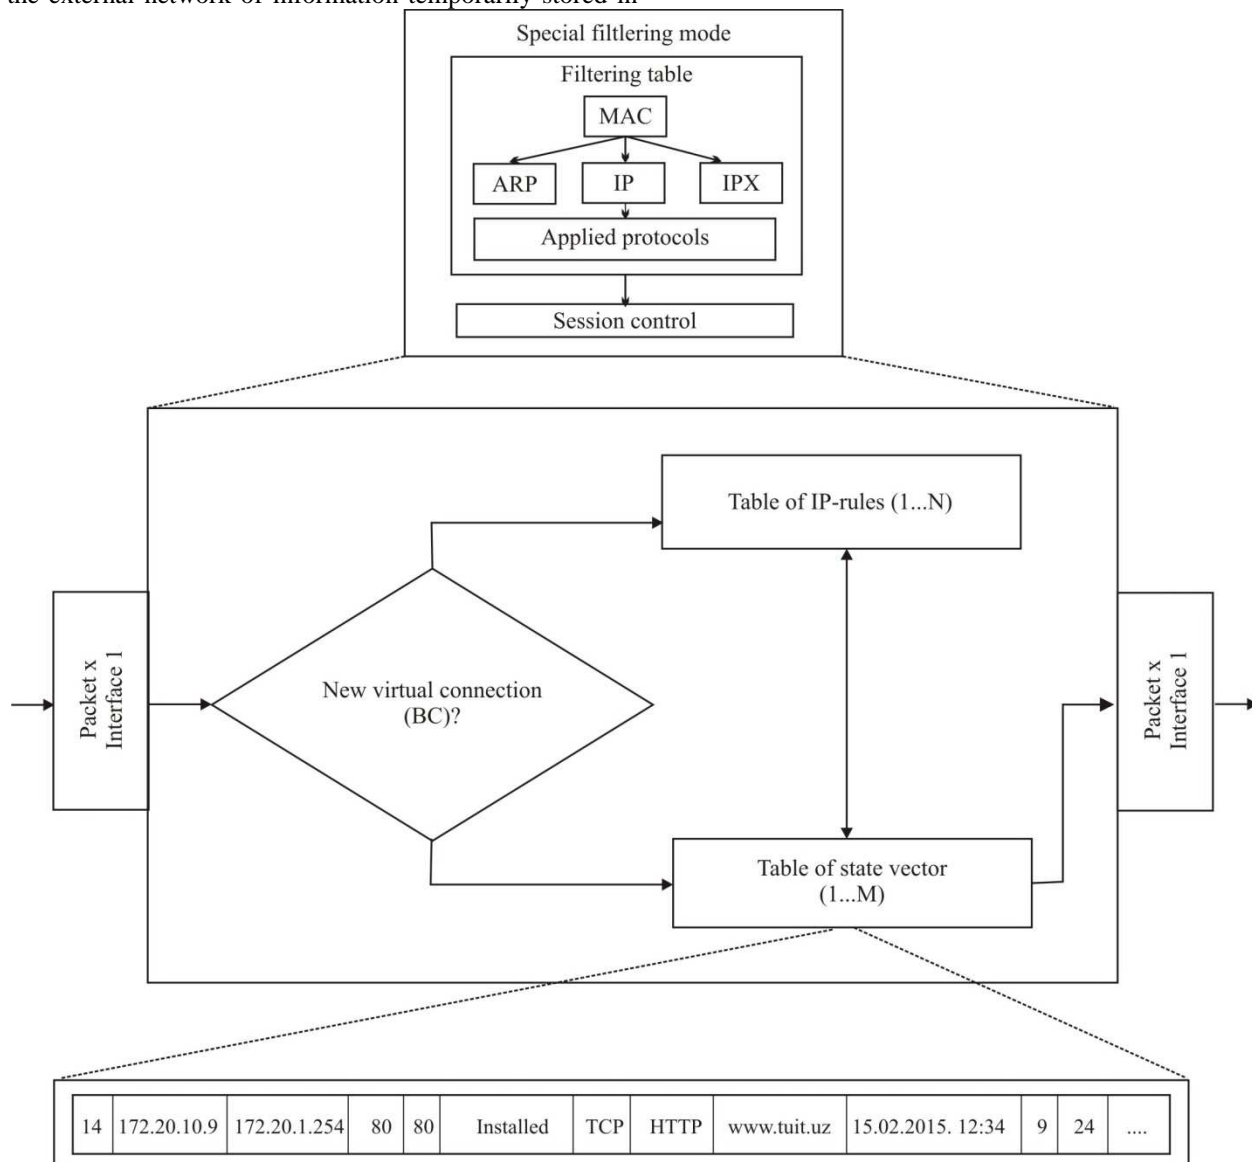 the external network of information temporarily stored in
Special filtlering mode
Filtering table
MAC
ARP IP IPX
Applied protocols
Session control
Table of IP-rules (1...N)
Packet x
Interface 1
New virtual connection
(BC)?
Packet x
Interface 1
Table of state vector
(1...M)
14 172.20.10.9 172.20.1.254 80 80 Installed TCP HTTP www.tuit.uz 15.02.2015. 12:34 9 24 ....